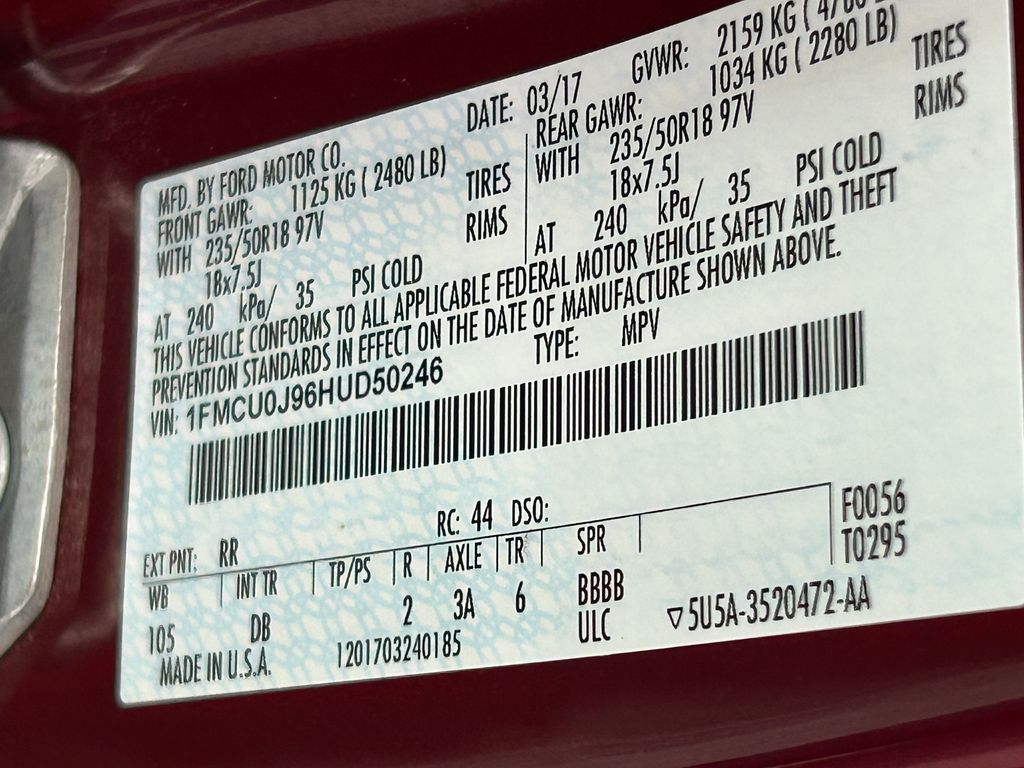 MFD. BY FORD MOTOR CO.
DATE: 03/17
GVWR: 2159 KG
FRONT GAWR: 1125 KG ( 2480 LB)
WITH 235/50R18 97V TIRES
18x7.5J RIMS
AT 240 kPa/ 35 PSI COLD
REAR GAWR: 1034 KG ( 2280 LB)
WITH 235/50R18 97V TIRES
18x7.5J RIMS
AT 240 kPa/ 35 PSI COLD
THIS VEHICLE CONFORMS TO ALL APPLICABLE FEDERAL MOTOR VEHICLE SAFETY AND THEFT
PREVENTION STANDARDS IN EFFECT ON THE DATE OF MANUFACTURE SHOWN ABOVE.
VIN: 1FMCU0J96HUD50246
TYPE: MPV
EXT PNT: RR RC: 44 DSO:
F0056
T0295
WB INT TR TP/PS R AXLE TR SPR
105 DB 2 3A 6 BBBB
MADE IN U.S.A. 1201703240185 ULC ▽5U5A-3520472-AA